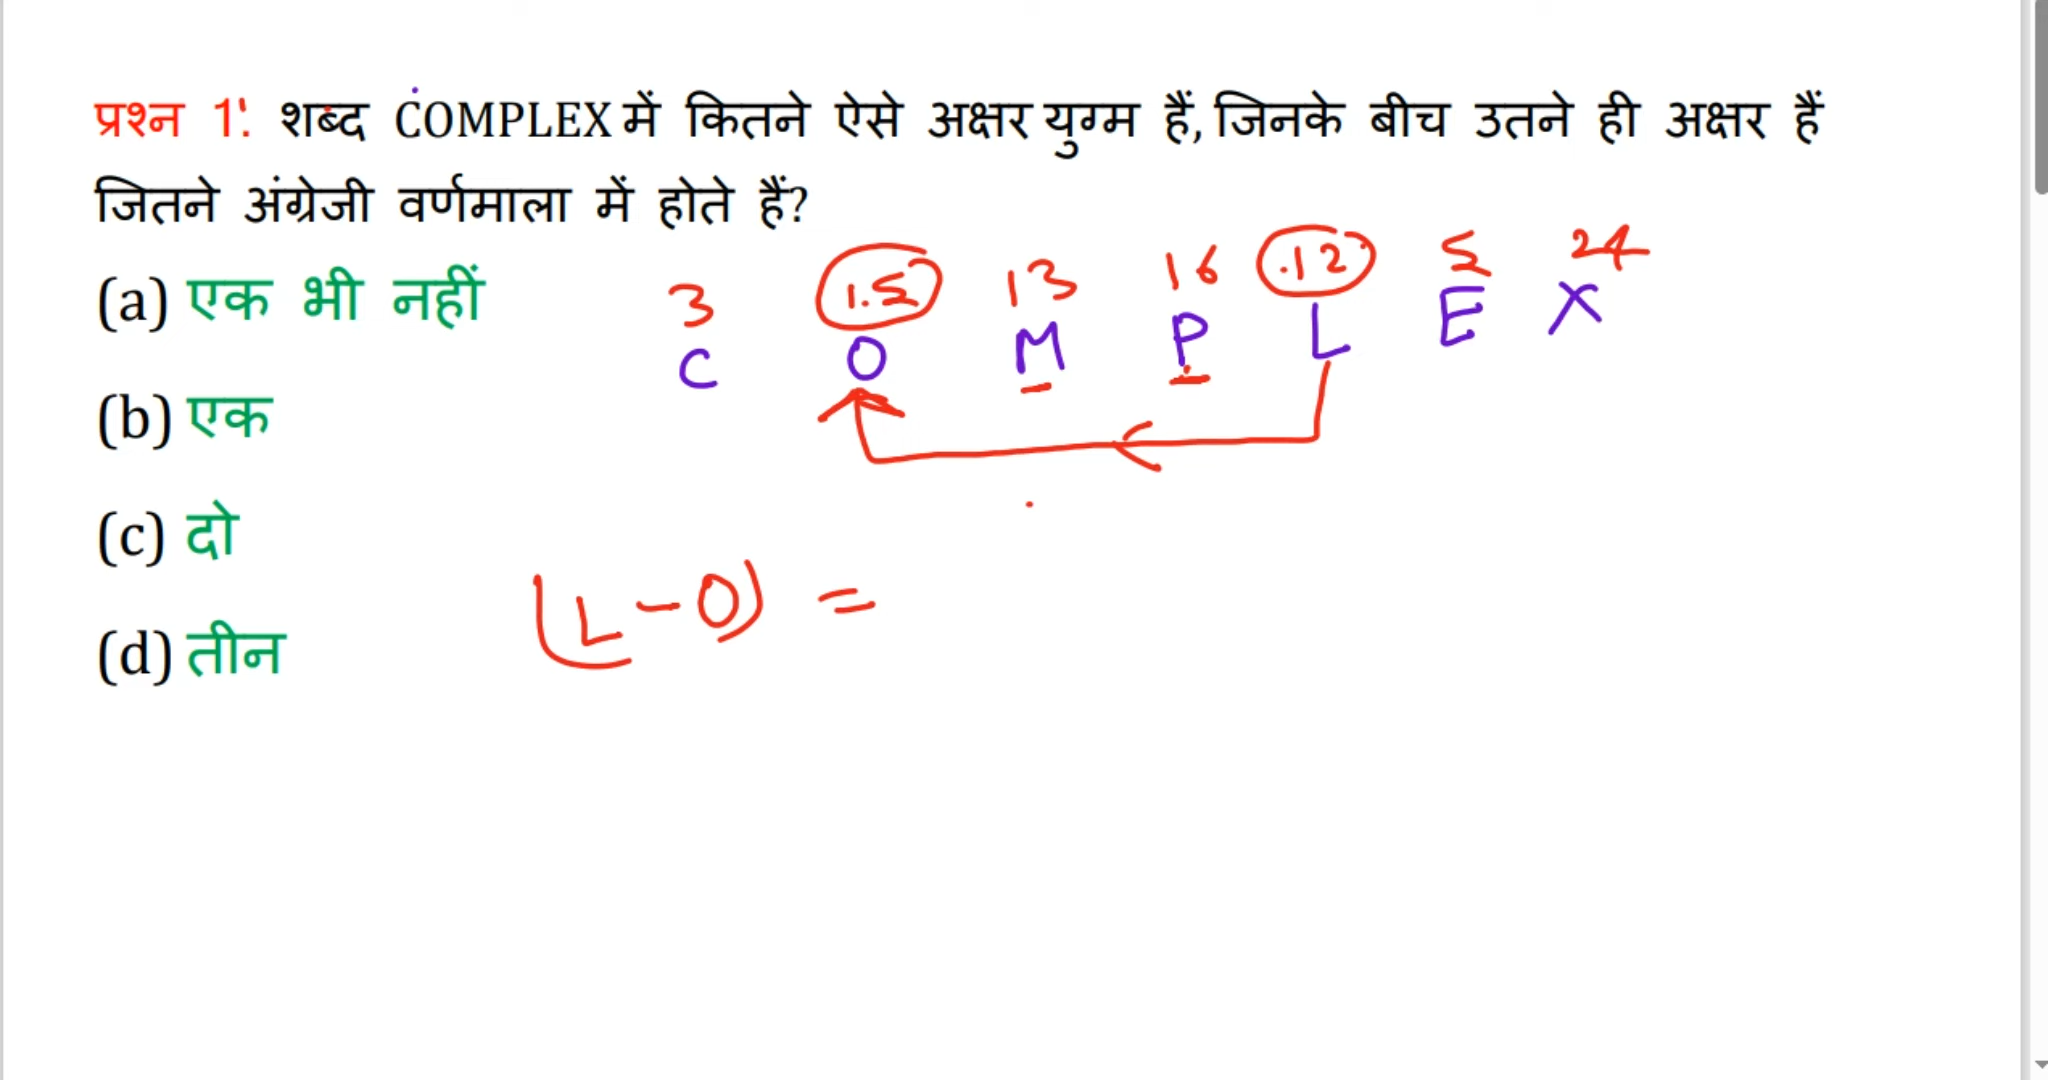 प्रश्न 1: शब्द COMPLEX में कितने ऐसे अक्षर युग्म हैं, जिनके बीच उतने ही अक्षर हैं
जितने अंग्रेजी वर्णमाला में होते हैं?
(a) एक भी नहीं
3 15 13 16 12 5 24
C O M P L E X
(b) एक
(c) दो
(L-O) =
(d) तीन